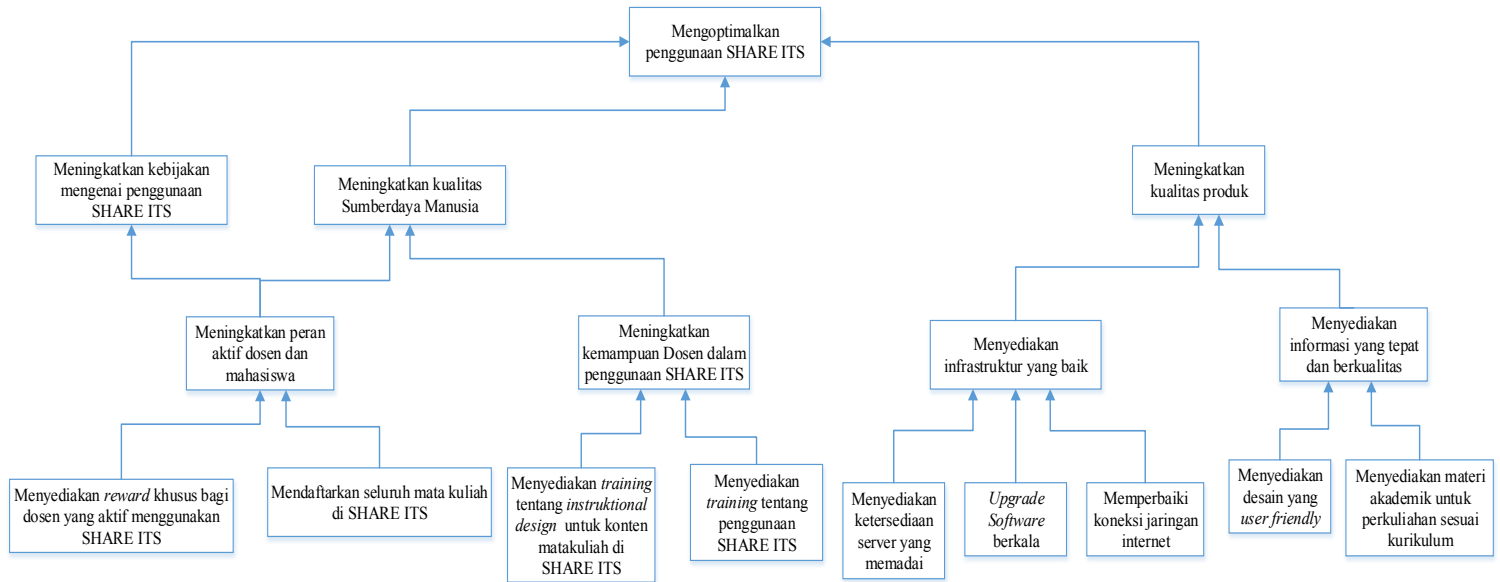 Mengoptimalkan
penggunaan SHARE ITS
Meningkatkan kebijakan
mengenai penggunaan
SHARE ITS
Meningkatkan kualitas
Sumberdaya Manusia
Meningkatkan
kualitas produk
Meningkatkan peran
aktif dosen dan
mahasiswa
Meningkatkan
kemampuan Dosen dalam
penggunaan SHARE ITS
Menyediakan
infrastruktur yang baik
Menyediakan
informasi yang tepat
dan berkualitas
Menyediakan reward khusus bagi
dosen yang aktif menggunakan
SHARE ITS
Mendaftarkan seluruh mata kuliah
di SHARE ITS
Menyediakan training
tentang instruktional
design untuk konten
matakuliah di
SHARE ITS
Menyediakan
training tentang
penggunaan
SHARE ITS
Menyediakan
ketersediaan
server yang
memadai
Upgrade
Software
berkala
Memperbaiki
koneksi jaringan
internet
Menyediakan
desain yang
user friendly
Menyediakan materi
akademik untuk
perkuliahan sesuai
kurikulum